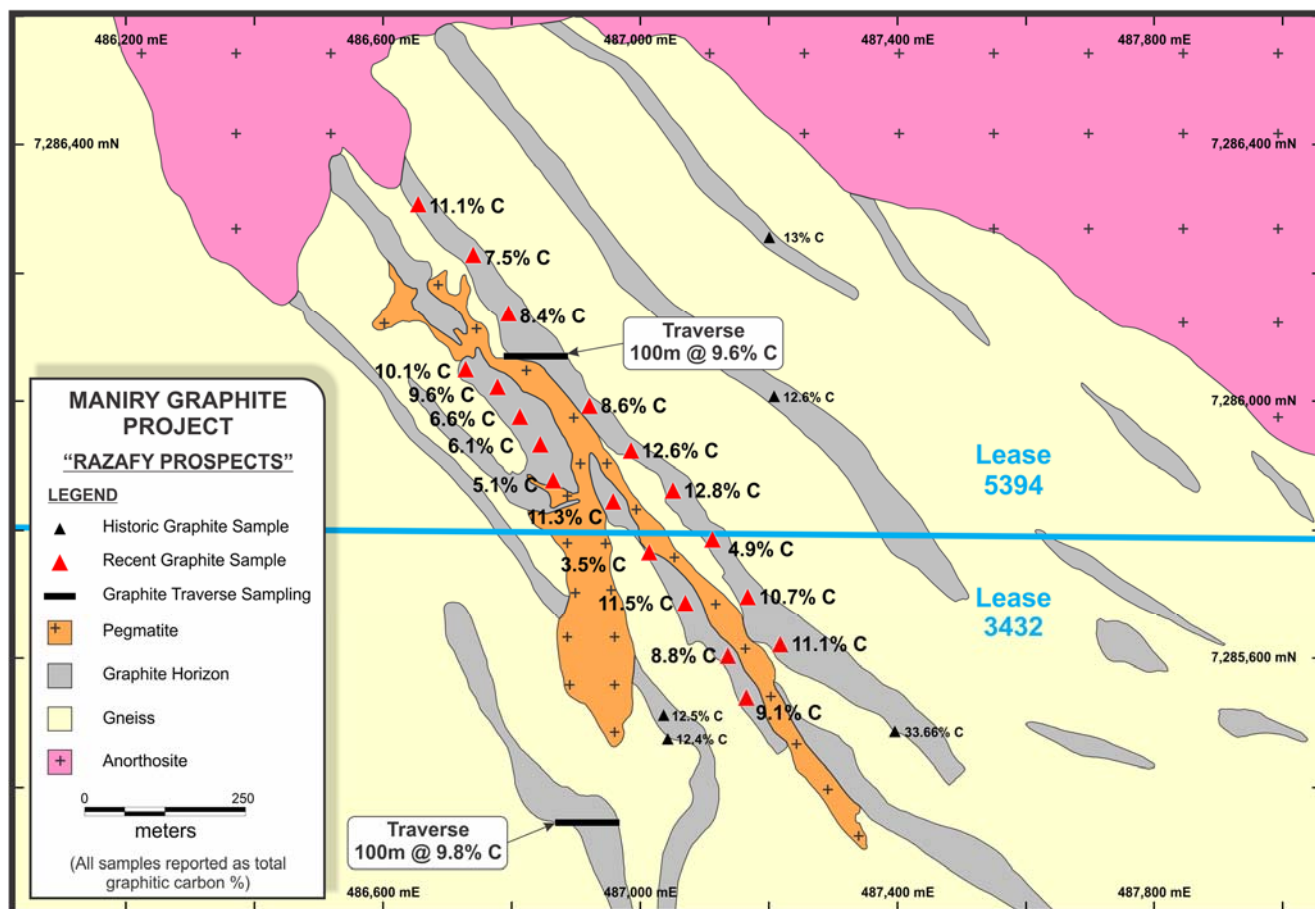 486,200 mE
486,600 mE
487,000 mE
487,400 mE
487,800 mE
7,286,400 mN
7,286,400 mN
11.1% C
13% C
7.5% C
8.4% C
Traverse
100m @ 9.6% C
10.1% C
9.6% C
6.6% C
6.1% C
5.1% C
11.3% C
8.6% C
12.6% C
12.8% C
12.6% C
7,286,000 mN
Lease
5394
4.9% C
3.5% C
11.5% C
10.7% C
Lease
3432
11.1% C
8.8% C
9.1% C
7,285,600 mN
12.5% C
12.4% C
33.66% C
Traverse
100m @ 9.8% C
MANIRY GRAPHITE
PROJECT
“RAZAFY PROSPECTS”
LEGEND
Historic Graphite Sample
Recent Graphite Sample
Graphite Traverse Sampling
Pegmatite
Graphite Horizon
Gneiss
Anorthosite
0
250
meters
(All samples reported as total
graphitic carbon %)
486,600 mE
487,000 mE
487,400 mE
487,800 mE